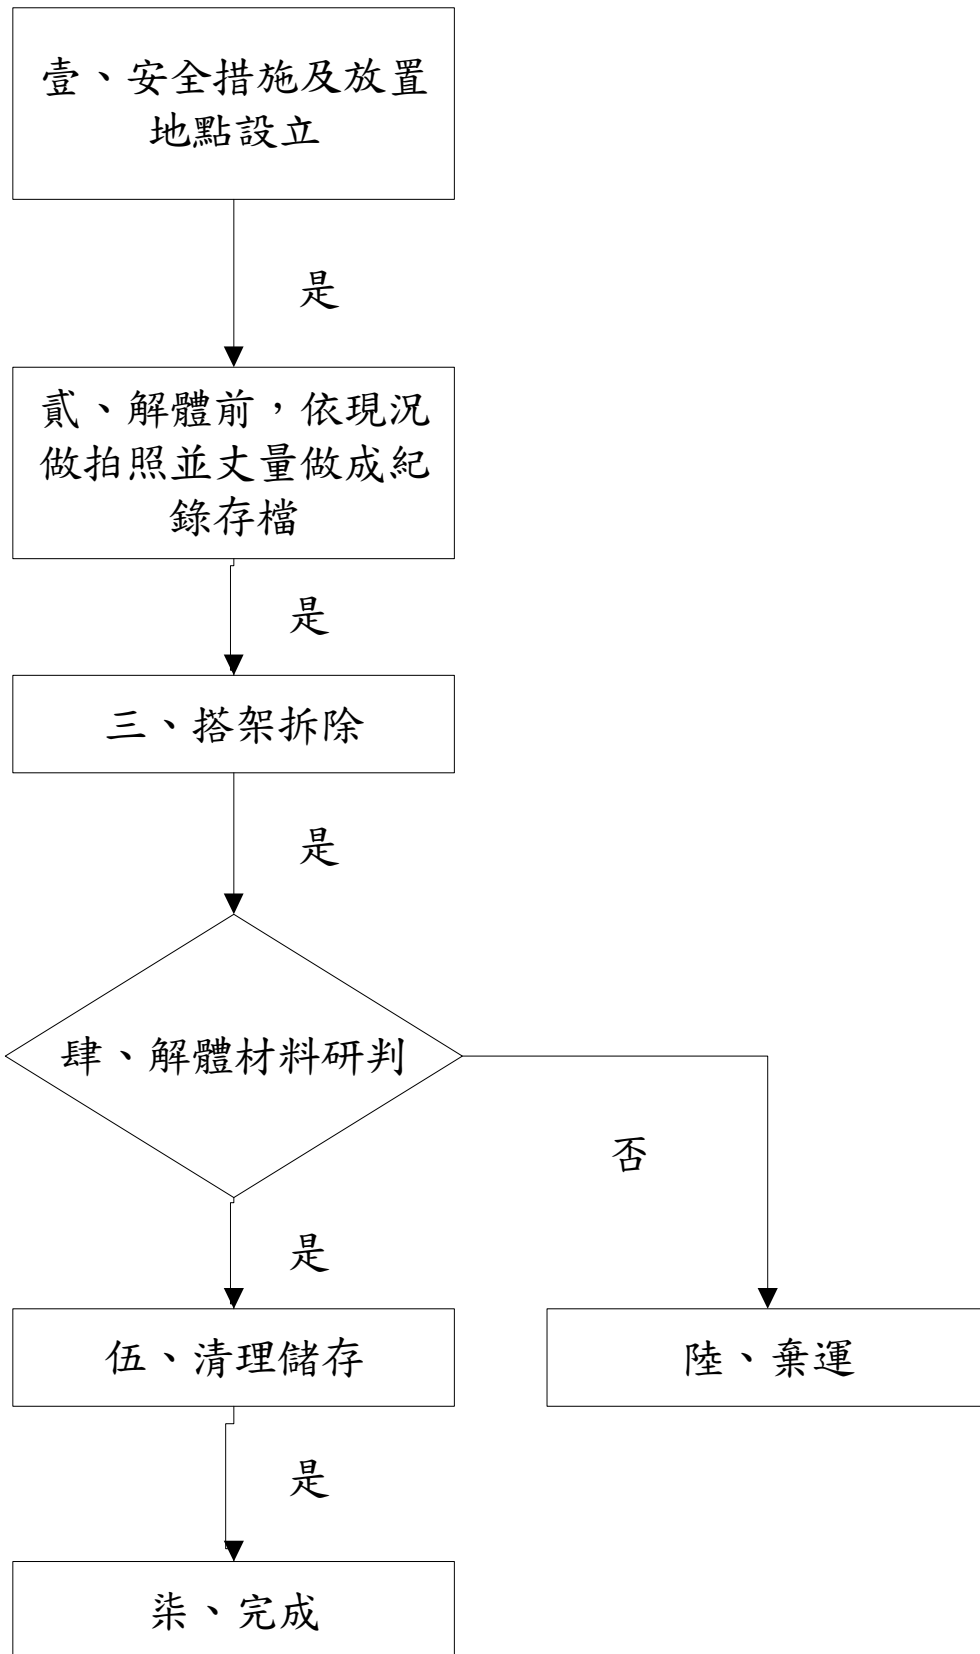 壹、安全措施及放置
地點設立
是
貳、解體前，依現況
做拍照並丈量做成紀
錄存檔
是
三、搭架拆除
是
肆、解體材料研判
否
是
伍、清理儲存
陸、棄運
是
柒、完成